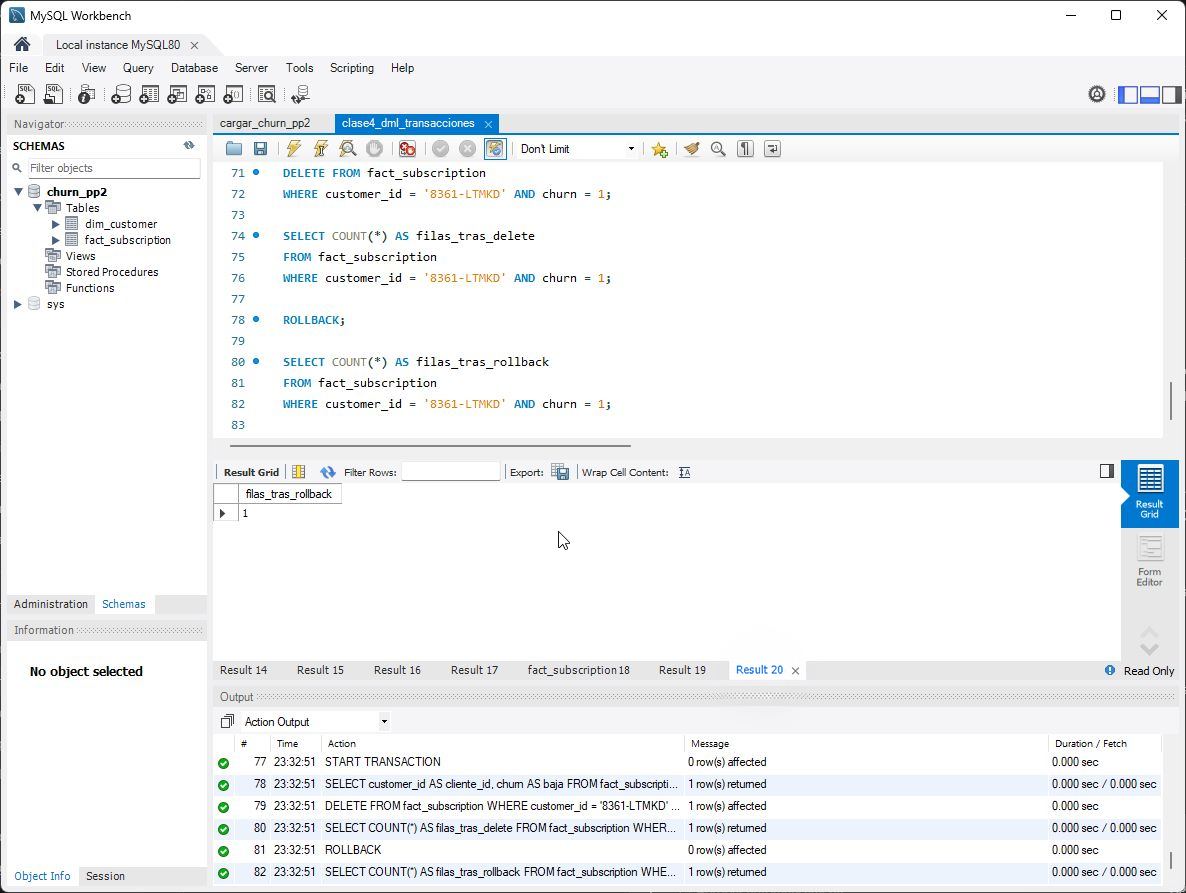 MySQL Workbench
Local instance MySQL80
File Edit View Query Database Server Tools Scripting Help
Navigator
SCHEMAS
Filter objects
churn_pp2
Tables
dim_customer
fact_subscription
Views
Stored Procedures
Functions
sys
Administration Schemas
Information
No object selected
Object Info Session
cargar_churn_pp2 clase4_dml_transacciones
Don't Limit
71 DELETE FROM fact_subscription
72 WHERE customer_id = '8361-LTMKD' AND churn = 1;
73
74 SELECT COUNT(*) AS filas_tras_delete
75 FROM fact_subscription
76 WHERE customer_id = '8361-LTMKD' AND churn = 1;
77
78 ROLLBACK;
79
80 SELECT COUNT(*) AS filas_tras_rollback
81 FROM fact_subscription
82 WHERE customer_id = '8361-LTMKD' AND churn = 1;
83
Result Grid Filter Rows: Export: Wrap Cell Content:
filas_tras_rollback
1
Result Grid
Form Editor
Result 14 Result 15 Result 16 Result 17 fact_subscription18 Result 19 Result 20 Read Only
Output
Action Output
# Time Action Message Duration / Fetch
77 23:32:51 START TRANSACTION 0 row(s) affected 0.000 sec
78 23:32:51 SELECT customer_id AS cliente_id, churn AS baja FROM fact_subscripti... 1 row(s) returned 0.000 sec / 0.000 sec
79 23:32:51 DELETE FROM fact_subscription WHERE customer_id = '8361-LTMKD' ... 1 row(s) affected 0.000 sec
80 23:32:51 SELECT COUNT(*) AS filas_tras_delete FROM fact_subscription WHER... 1 row(s) returned 0.000 sec / 0.000 sec
81 23:32:51 ROLLBACK 0 row(s) affected 0.000 sec
82 23:32:51 SELECT COUNT(*) AS filas_tras_rollback FROM fact_subscription WHE... 1 row(s) returned 0.000 sec / 0.000 sec